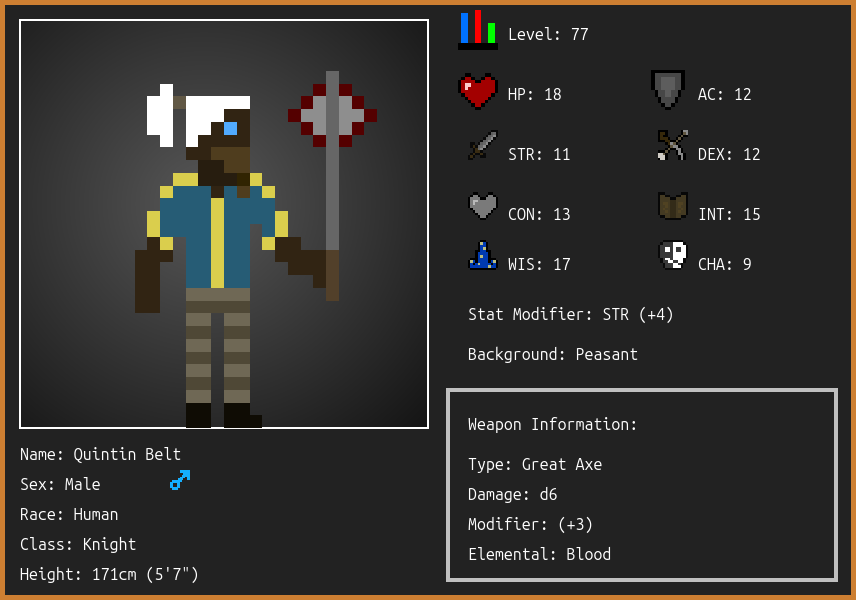 Level: 77
HP: 18
AC: 12
STR: 11
DEX: 12
CON: 13
INT: 15
WIS: 17
CHA: 9
Stat Modifier: STR (+4)
Background: Peasant
Weapon Information:
Type: Great Axe
Damage: d6
Modifier: (+3)
Elemental: Blood
Name: Quintin Belt
Sex: Male
Race: Human
Class: Knight
Height: 171cm (5'7")